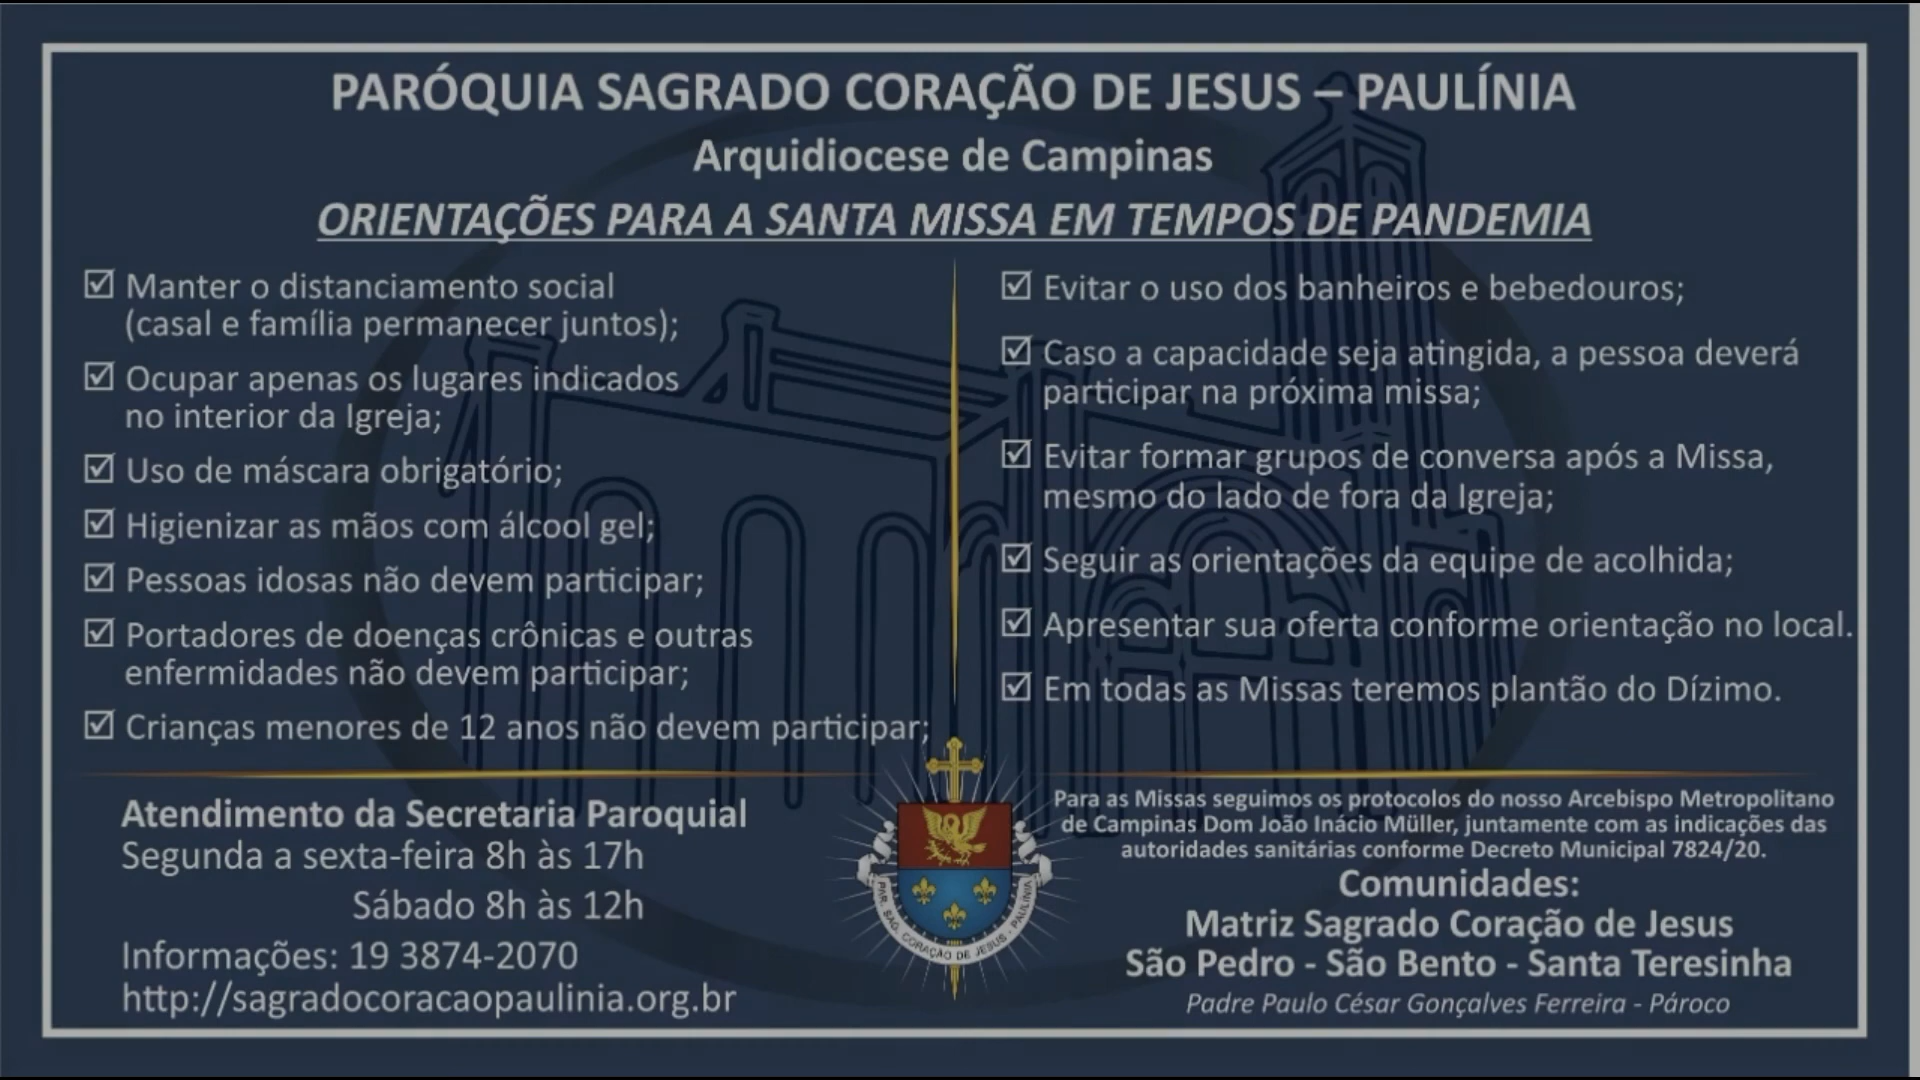 PARÓQUIA SAGRADO CORAÇÃO DE JESUS – PAULÍNIA
Arquidiocese de Campinas
ORIENTAÇÕES PARA A SANTA MISSA EM TEMPOS DE PANDEMIA
Manter o distanciamento social
(casal e família permanecer juntos);
Ocupar apenas os lugares indicados
no interior da Igreja;
Uso de máscara obrigatório;
Higienizar as mãos com álcool gel;
Pessoas idosas não devem participar;
Portadores de doenças crônicas e outras
enfermidades não devem participar;
Crianças menores de 12 anos não devem participar;
Evitar o uso dos banheiros e bebedouros;
Caso a capacidade seja atingida, a pessoa deverá
participar na próxima missa;
Evitar formar grupos de conversa após a Missa,
mesmo do lado de fora da Igreja;
Seguir as orientações da equipe de acolhida;
Apresentar sua oferta conforme orientação no local.
Em todas as Missas teremos plantão do Dízimo.
Atendimento da Secretaria Paroquial
Segunda a sexta-feira 8h às 17h
Sábado 8h às 12h
Informações: 19 3874-2070
http://sagradocoracaopaulinia.org.br
PAR. SAG. CORAÇÃO DE JESUS - PAULÍNIA
Para as Missas seguimos os protocolos do nosso Arcebispo Metropolitano
de Campinas Dom João Inácio Müller, juntamente com as indicações das
autoridades sanitárias conforme Decreto Municipal 7824/20.
Comunidades:
Matriz Sagrado Coração de Jesus
São Pedro - São Bento - Santa Teresinha
Padre Paulo César Gonçalves Ferreira - Pároco